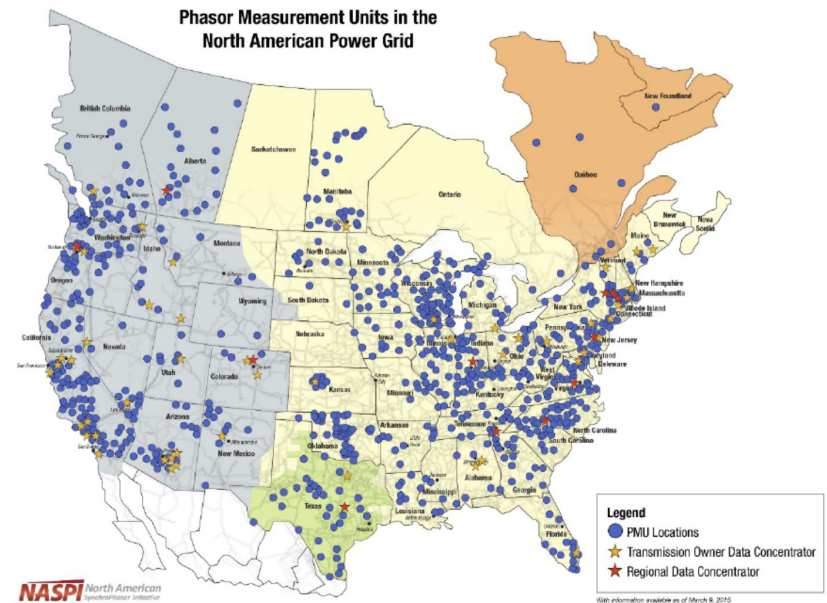 Phasor Measurement Units in the
North American Power Grid
British Columbia
Prince George
Alberta
Saskatchewan
Manitoba
Ontario
Québec
New Foundland
New
Brunswick
Nova
Scotia
Maine
Washington
Idaho
Montana
North Dakota
Minnesota
Wisconsin
Michigan
Vermont
New Hampshire
Massachusetts
Rhode Island
Connecticut
New York
Oregon
Wyoming
South Dakota
Nebraska
Iowa
Illinois
Indiana
Ohio
Pennsylvania
New Jersey
Maryland
Delaware
West
Virginia
Virginia
California
Nevada
Utah
Colorado
Kansas
Missouri
Kentucky
Arizona
New Mexico
Oklahoma
Arkansas
Tennessee
North Carolina
South Carolina
Texas
Louisiana
Mississippi
Alabama
Georgia
Florida
Legend
PMU Locations
Transmission Owner Data Concentrator
Regional Data Concentrator
NASPI North American
SynchroPhasor Initiative
With information available as of March 9, 2015